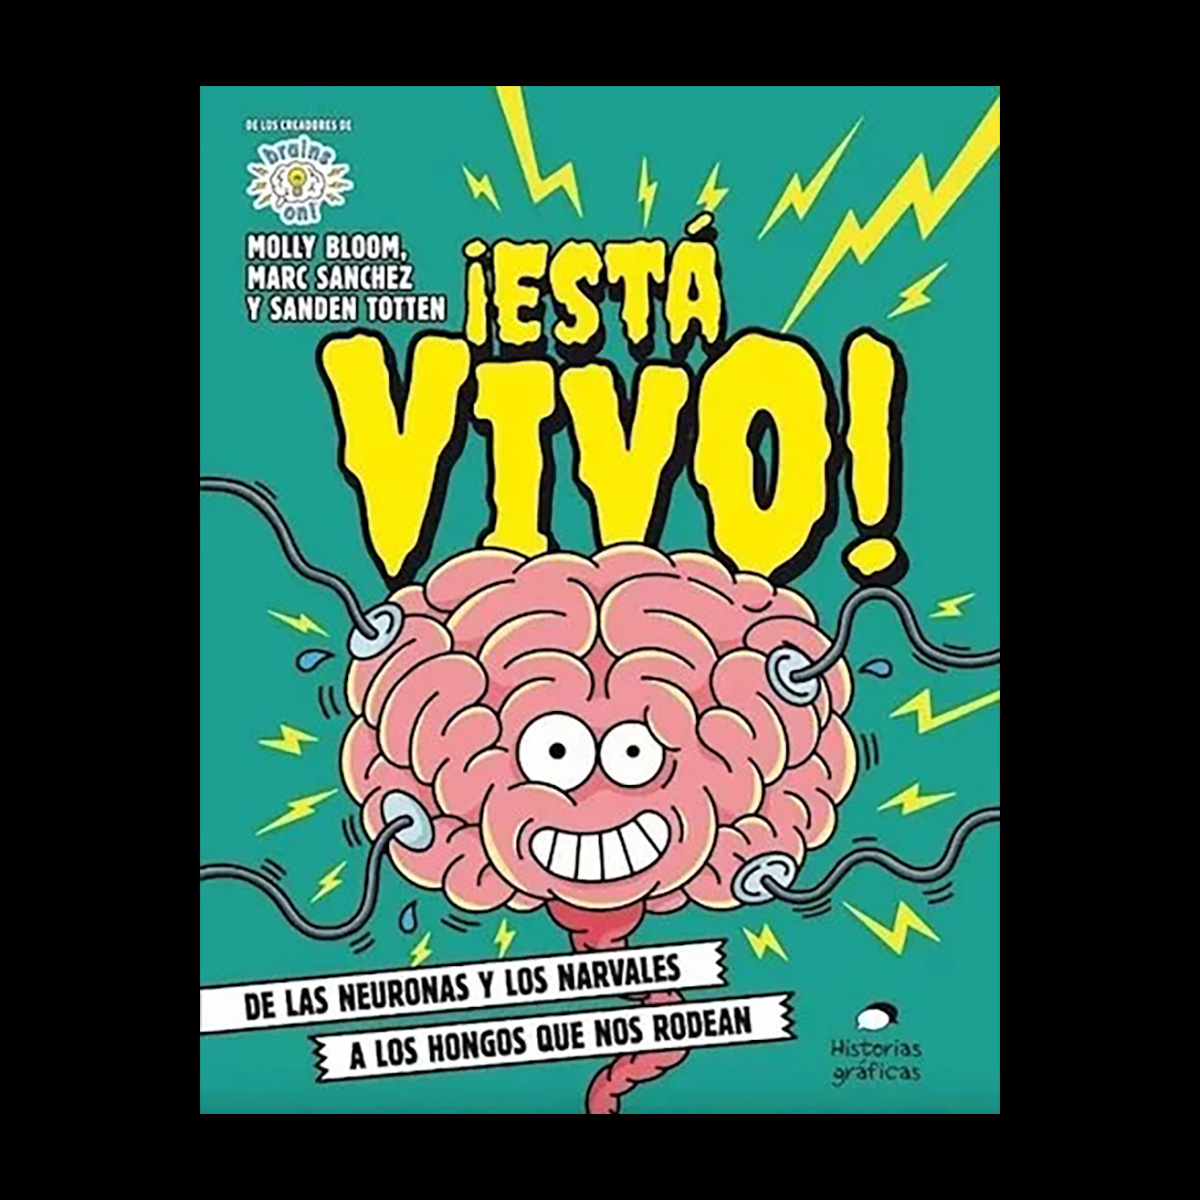 DE LOS CREADORES DE
brains
on!
MOLLY BLOOM,
MARC SANCHEZ
Y SANDEN TOTTEN
¡ESTÁ
VIVO!
DE LAS NEURONAS Y LOS NARVALES
A LOS HONGOS QUE NOS RODEAN
Historias
gráficas